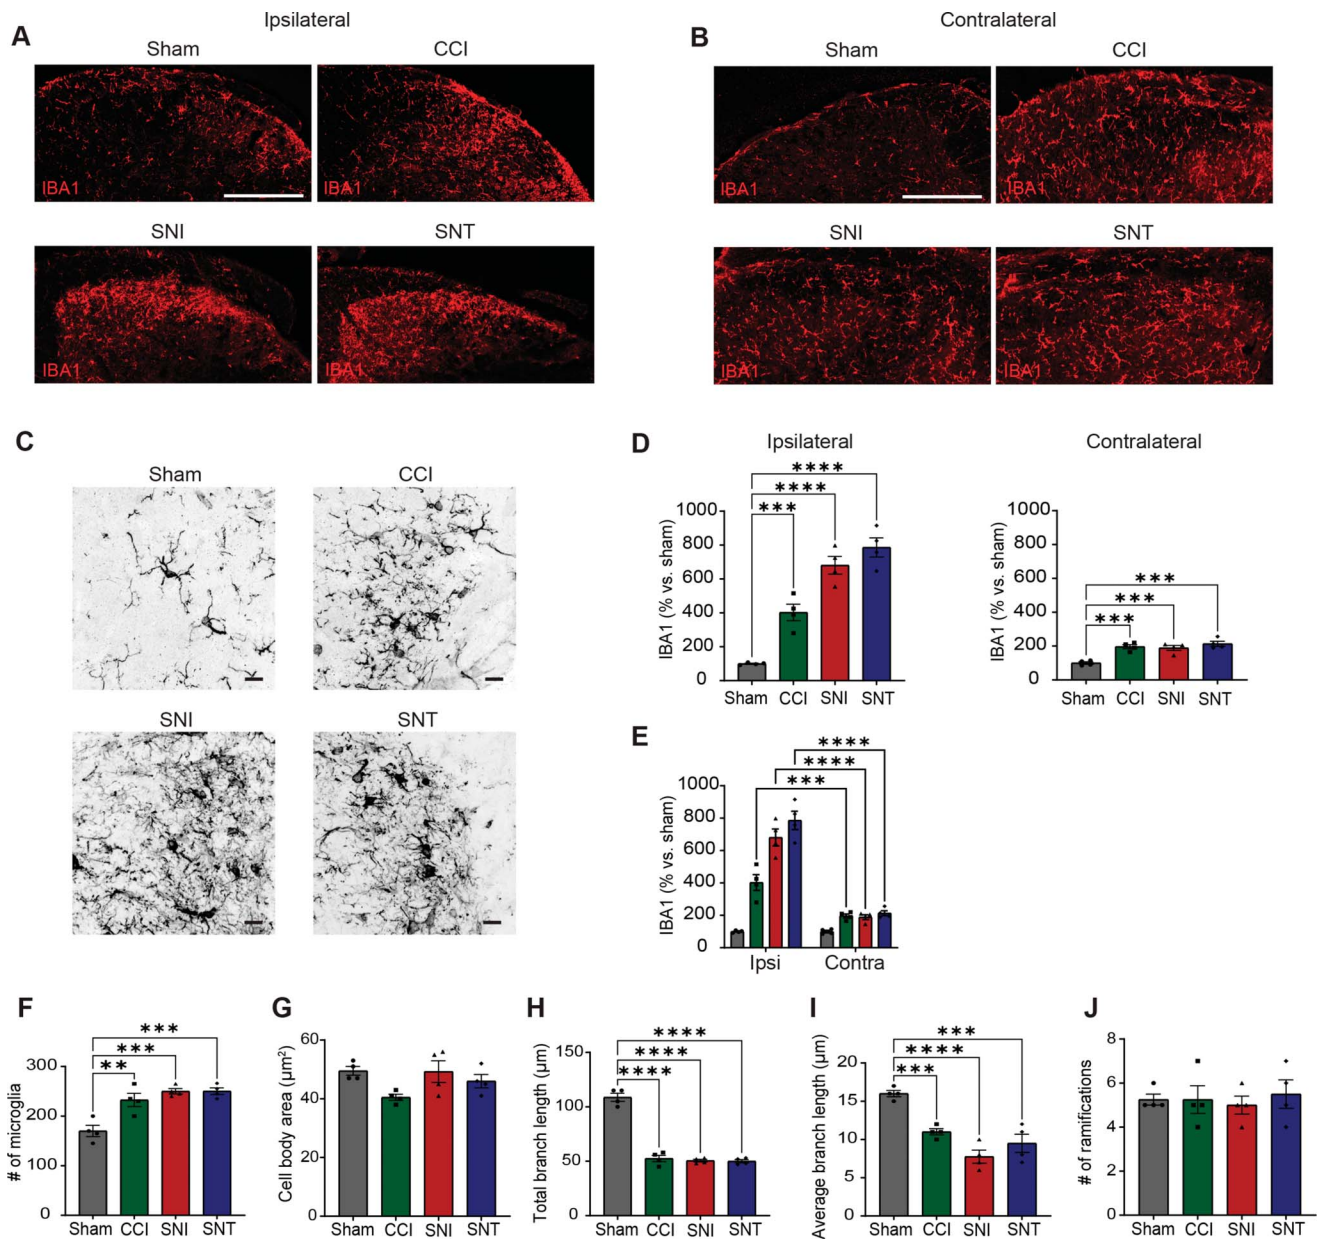 A
Ipsilateral
Sham
CCI
IBA1
IBA1
SNI
SNT
IBA1
IBA1
B
Contralateral
Sham
CCI
IBA1
IBA1
SNI
SNT
IBA1
IBA1
C
Sham
CCI
SNI
SNT
D
Ipsilateral
****
****
***
IBA1 (% vs. sham)
1000
800
600
400
200
0
Sham CCI SNI SNT
Contralateral
***
***
***
IBA1 (% vs. sham)
1000
800
600
400
200
0
Sham CCI SNI SNT
E
****
****
***
IBA1 (% vs. sham)
1000
800
600
400
200
0
Ipsi Contra
F
***
***
**
# of microglia
300
200
100
0
Sham CCI SNI SNT
G
Cell body area (µm²)
60
40
20
0
Sham CCI SNI SNT
H
****
****
****
Total branch length (µm)
150
100
50
0
Sham CCI SNI SNT
I
***
****
***
Average branch length (µm)
20
15
10
5
0
Sham CCI SNI SNT
J
# of ramifications
8
6
4
2
0
Sham CCI SNI SNT